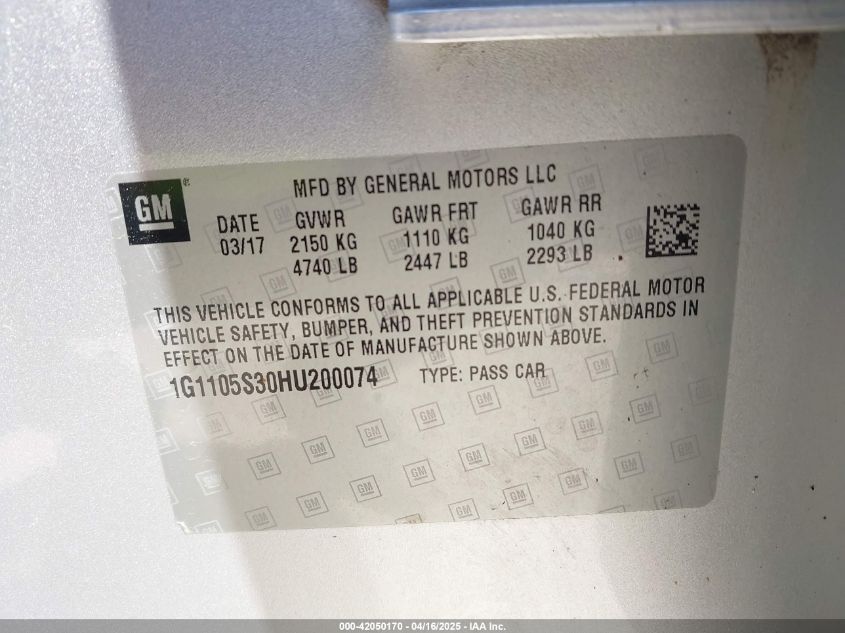 GM ®
MFD BY GENERAL MOTORS LLC
DATE GVWR GAWR FRT GAWR RR
03/17 2150 KG 1110 KG 1040 KG
4740 LB 2447 LB 2293 LB
THIS VEHICLE CONFORMS TO ALL APPLICABLE U.S. FEDERAL MOTOR
VEHICLE SAFETY, BUMPER, AND THEFT PREVENTION STANDARDS IN
EFFECT ON THE DATE OF MANUFACTURE SHOWN ABOVE.
1G1105S30HU200074 TYPE: PASS CAR
000-42050170 - 04/16/2025 - IAA Inc.